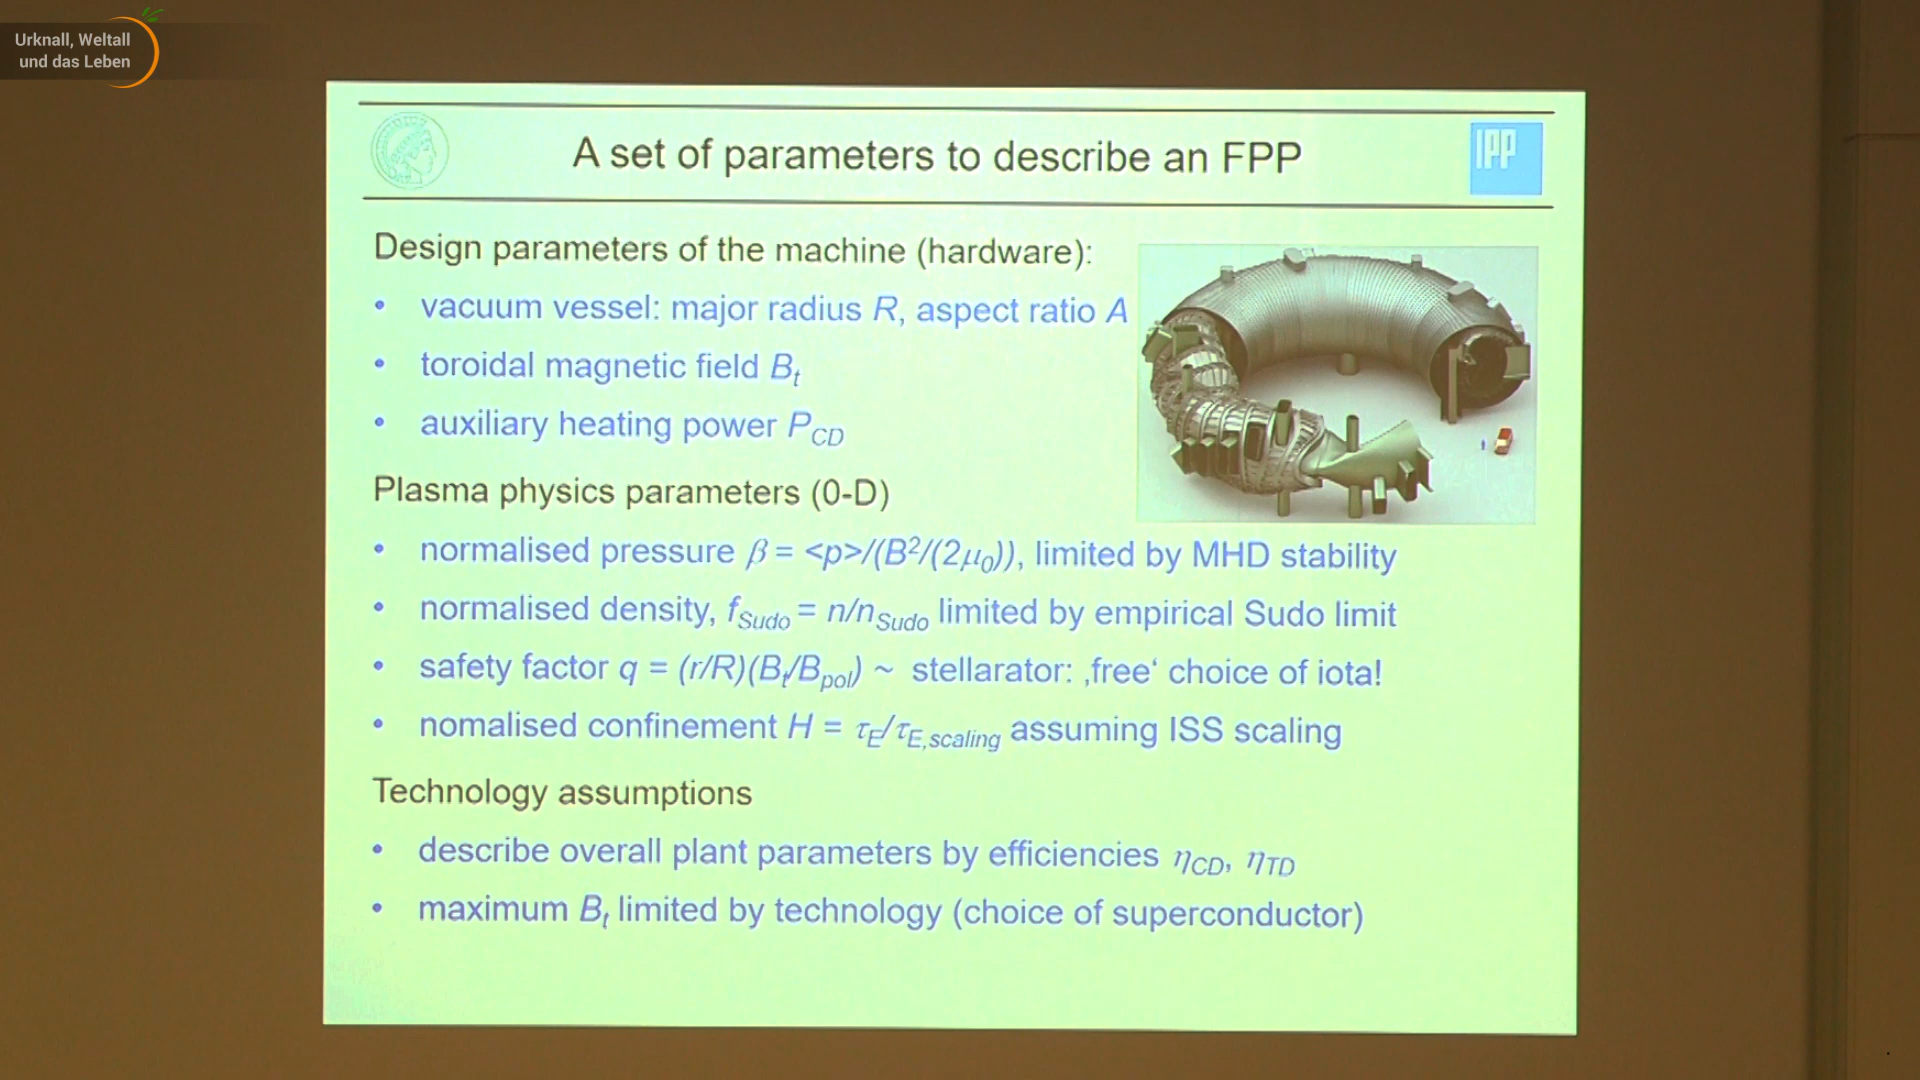 Urknall, Weltall
und das Leben
A set of parameters to describe an FPP
IPP
Design parameters of the machine (hardware):
• vacuum vessel: major radius R, aspect ratio A
• toroidal magnetic field Bt
• auxiliary heating power PCD
Plasma physics parameters (0-D)
• normalised pressure β = <p>/(B²/(2μ0)), limited by MHD stability
• normalised density, fSudo = n/nSudo limited by empirical Sudo limit
• safety factor q = (r/R)(Bt/Bpol) ~ stellarator: ‚free‘ choice of iota!
• nomalised confinement H = τE/τE,scaling assuming ISS scaling
Technology assumptions
• describe overall plant parameters by efficiencies ηCD, ηTD
• maximum Bt limited by technology (choice of superconductor)